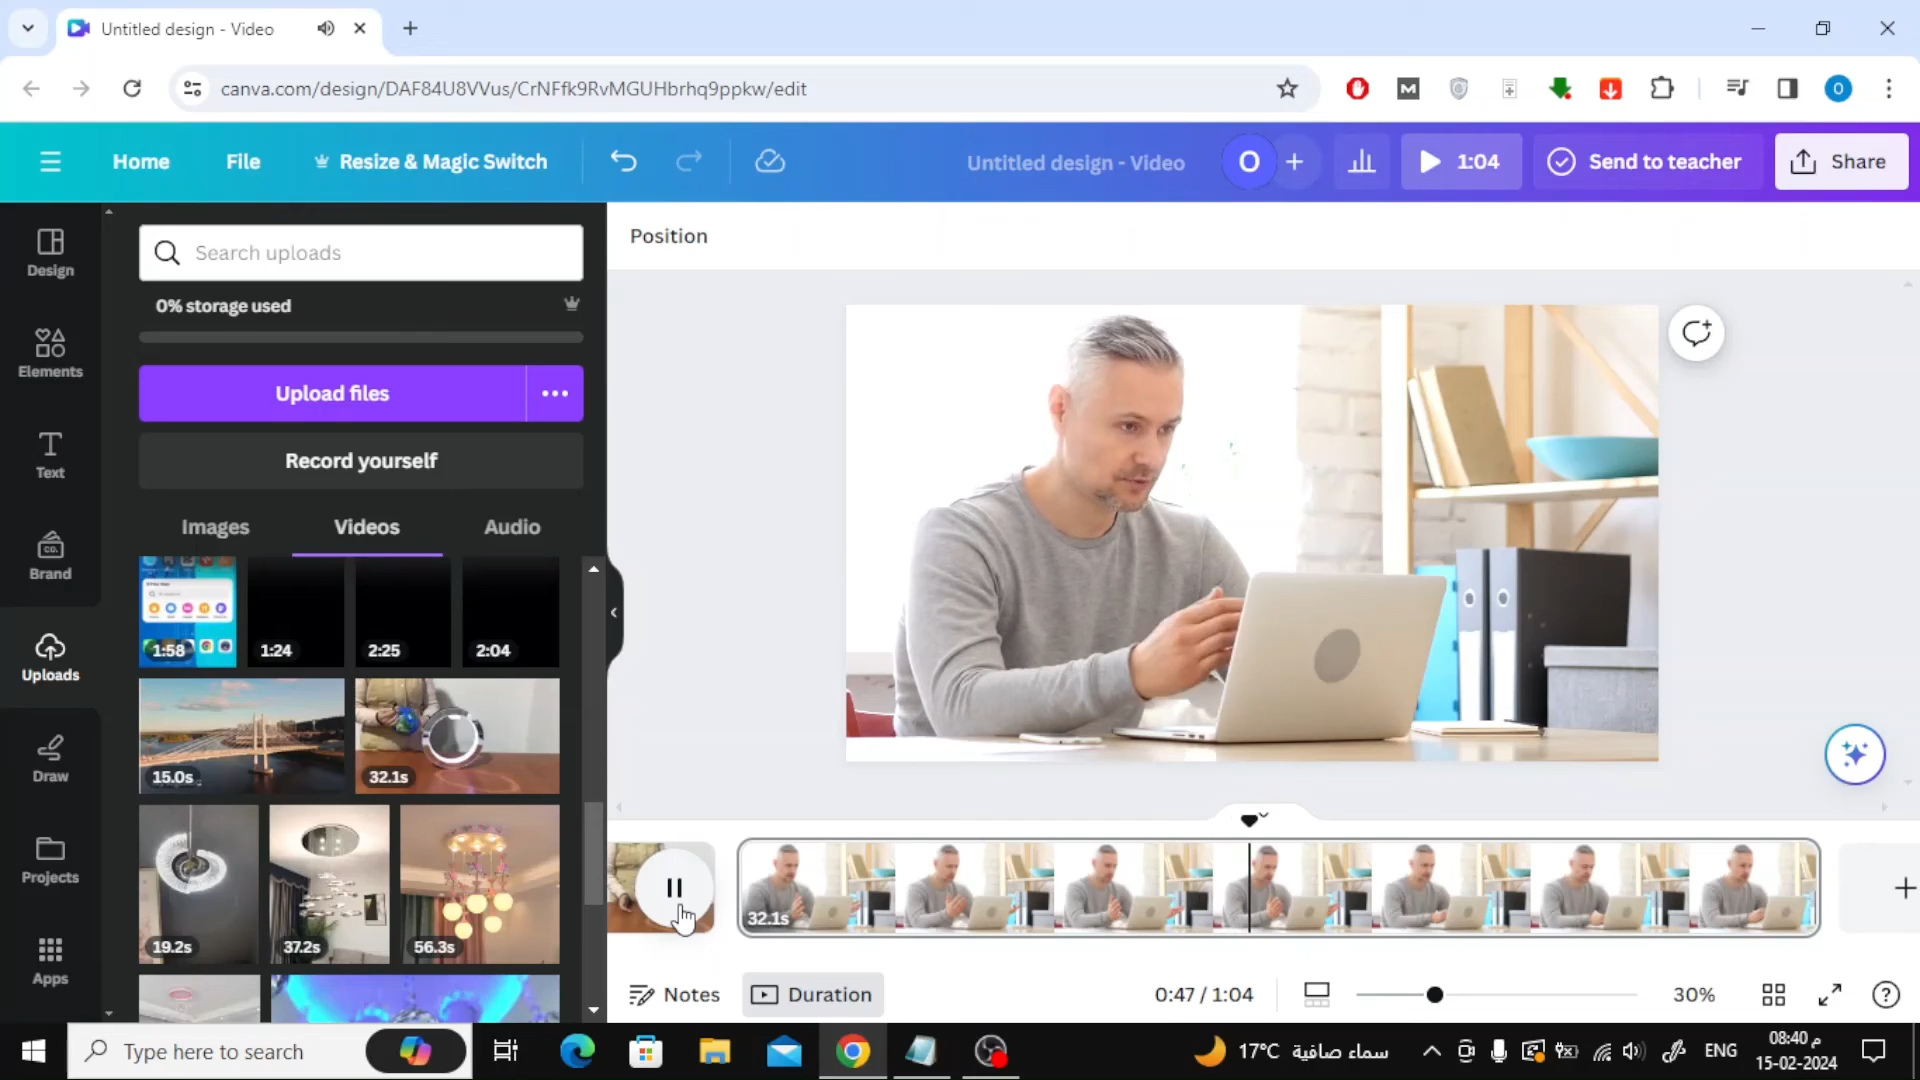 Untitled design - Video
canva.com/design/DAF84U8VVus/CrNFfk9RvMGUHbrhq9ppkw/edit
M
O
Home
File
Resize & Magic Switch
Untitled design - Video
O
1:04
Send to teacher
Share
Design
Elements
Text
CO.
Brand
Uploads
Draw
Projects
Apps
Search uploads
0% storage used
Upload files
Record yourself
Images
Videos
Audio
1:58
1:24
2:25
2:04
15.0s
32.1s
19.2s
37.2s
56.3s
Position
32.1s
Notes
Duration
0:47 / 1:04
30%
Type here to search
17°C سماء صافية
ENG
08:40 م
15-02-2024